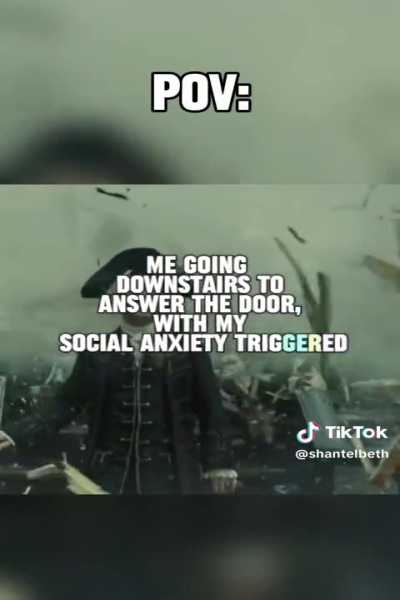 POV:
ME GOING
DOWNSTAIRS TO
ANSWER THE DOOR,
WITH MY
SOCIAL ANXIETY TRIGGERED
TikTok
@shantelbeth